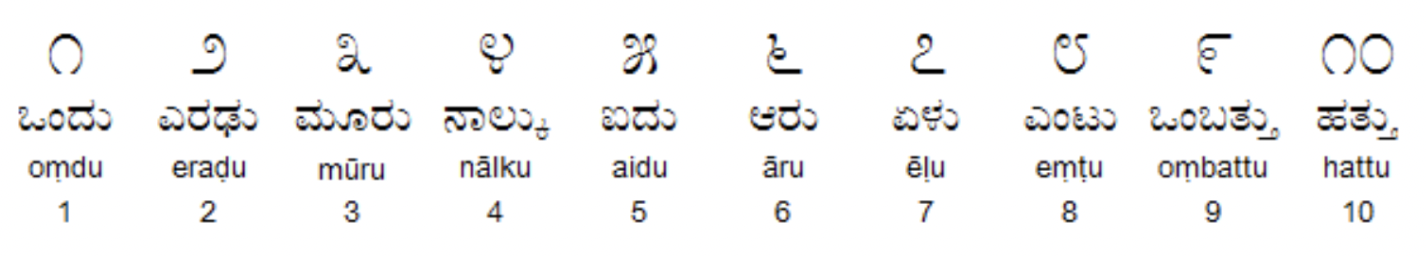 ೧ ೨ ೩ ೪ ೫ ೬ ೭ ೮ ೯ ೧೦
ಒಂದು ಎರಢು ಮೂರು ನಾಲ್ಕು ಐದು ಆರು ಏಳು ಎಂಟು ಒಂಬತ್ತು ಹತ್ತು
oṃdu eraḍu mūru nālku aidu āru ēḷu eṃṭu oṃbattu hattu
1 2 3 4 5 6 7 8 9 10